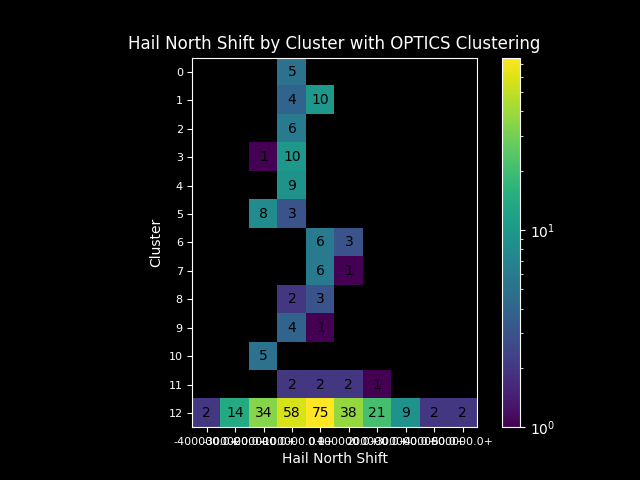 Hail North Shift by Cluster with OPTICS Clustering
0 5
1 4 10
2 6
3 1 10
4 9
5 8 3
6 6 3
7 6 1
8 2 3
9 4 1
10 5
11 2 2 2 1
12 2 14 34 58 75 38 21 9 2 2
Cluster
Hail North Shift
10¹
10⁰